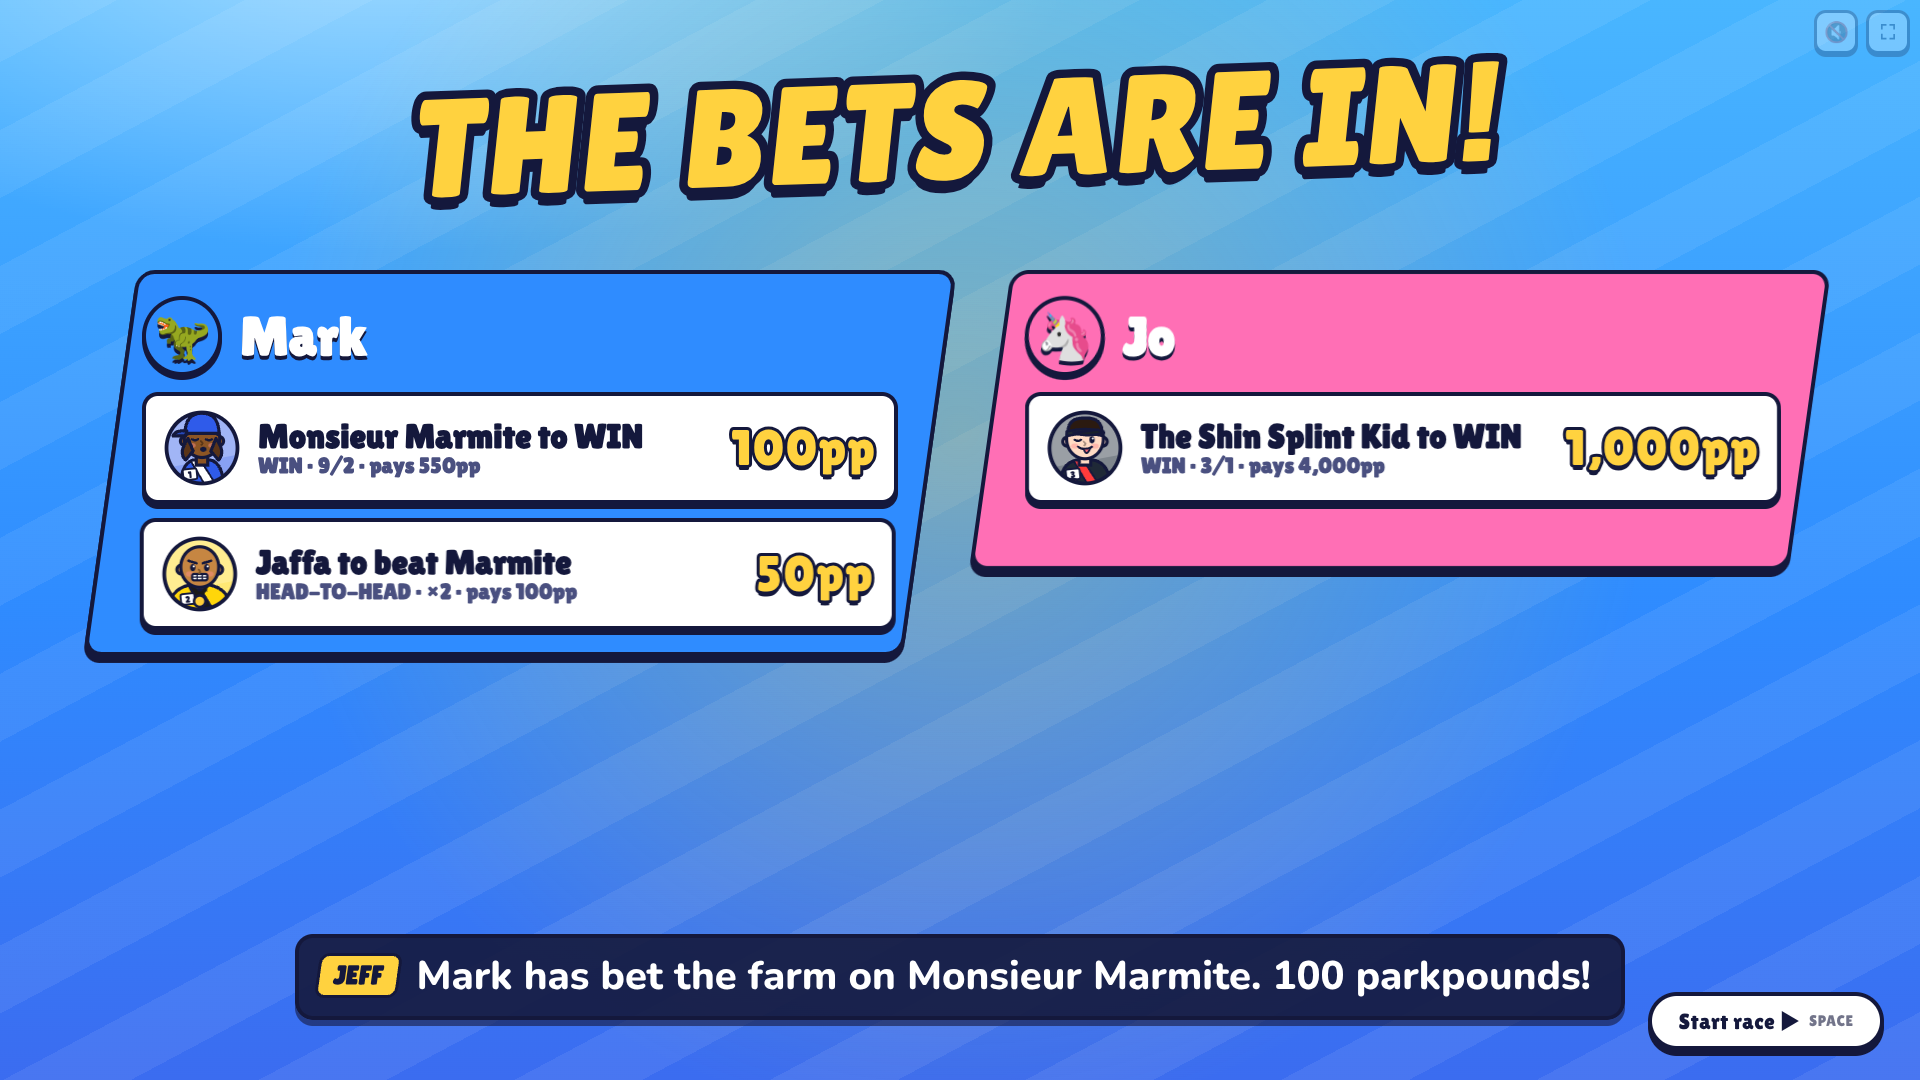 THE BETS ARE IN!
Mark
Monsieur Marmite to WIN
WIN · 9/2 · pays 550pp
100pp
1
Jaffa to beat Marmite
HEAD-TO-HEAD · ×2 · pays 100pp
50pp
2
Jo
The Shin Splint Kid to WIN
WIN · 3/1 · pays 4,000pp
1,000pp
JEFF Mark has bet the farm on Monsieur Marmite. 100 parkpounds!
Start race ▶ SPACE